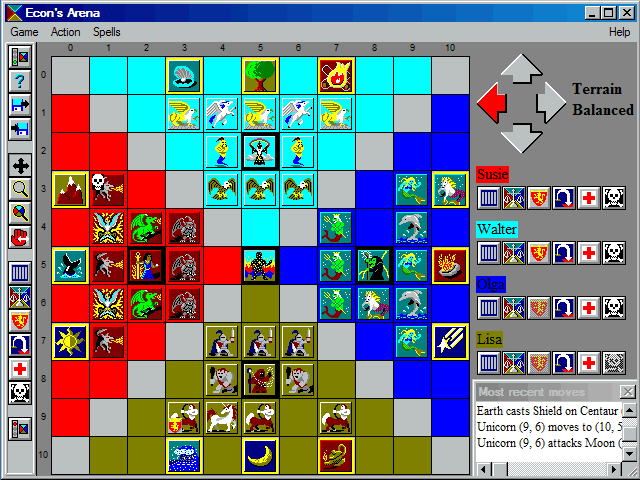 Econ's Arena
Game Action Spells Help
0 1 2 3 4 5 6 7 8 9 10
0
1
2
3
4
5
6
7
8
9
10
Terrain
Balanced
Susie
Walter
Olga
Lisa
Most recent moves
Earth casts Shield on Centaur
Unicorn (9, 6) moves to (10, 5
Unicorn (9, 6) attacks Moon (